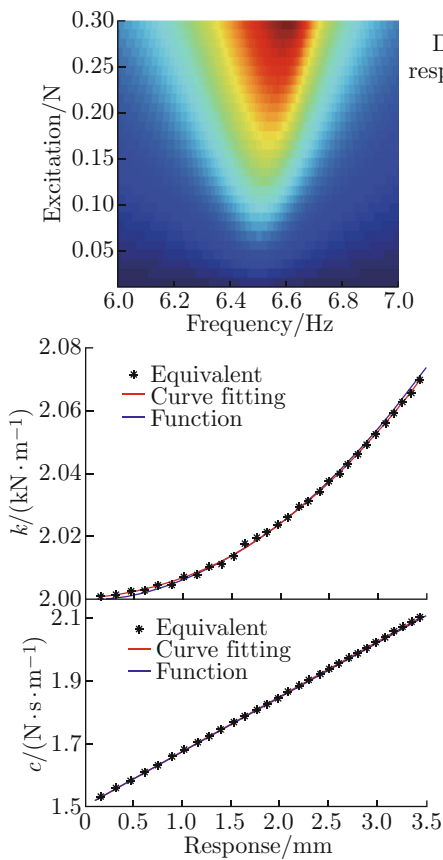 0.30
0.25
0.20
0.15
0.10
0.05
Excitation/N
6.0 6.2 6.4 6.6 6.8 7.0
Frequency/Hz
D
resp
2.08
2.06
2.04
2.02
2.00
k/(kN·m⁻¹)
Equivalent
Curve fitting
Function
2.1
1.9
1.7
1.5
c/(N·s·m⁻¹)
Equivalent
Curve fitting
Function
0 0.5 1.0 1.5 2.0 2.5 3.0 3.5
Response/mm